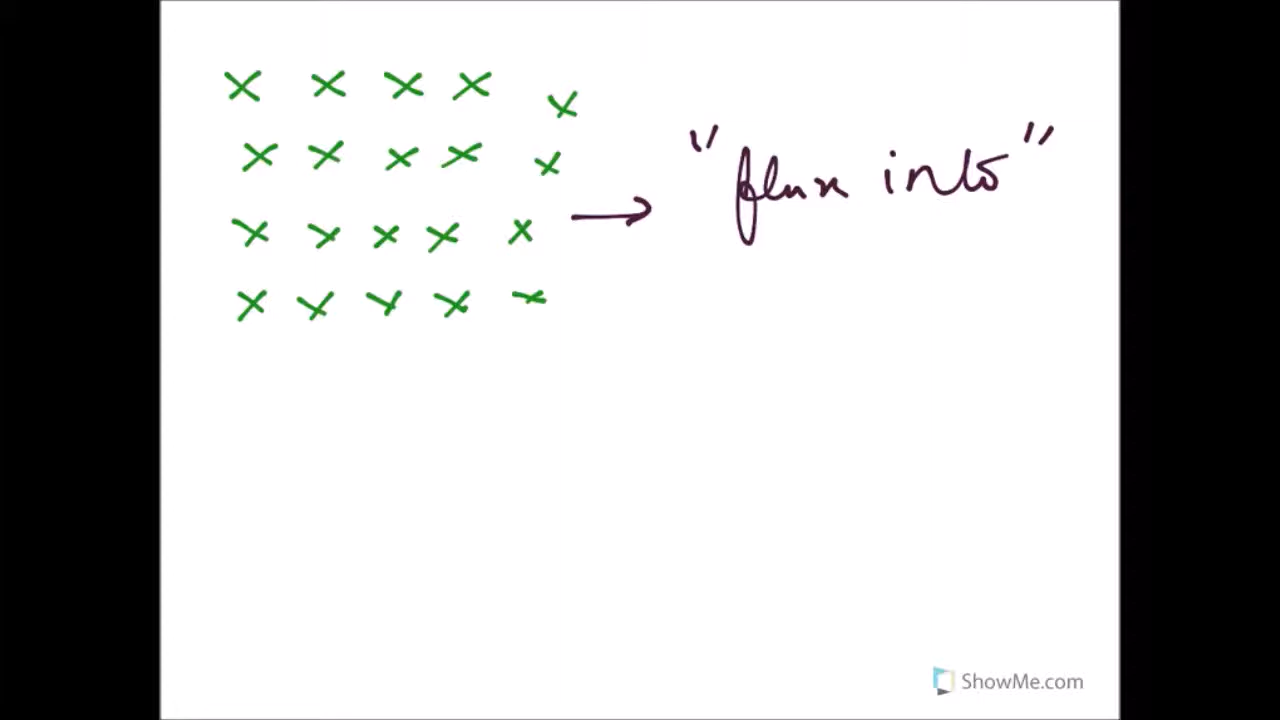 × × × × ×
× × × × ×
× × × × ×
× × × × ×
→ "flux into"
ShowMe.com